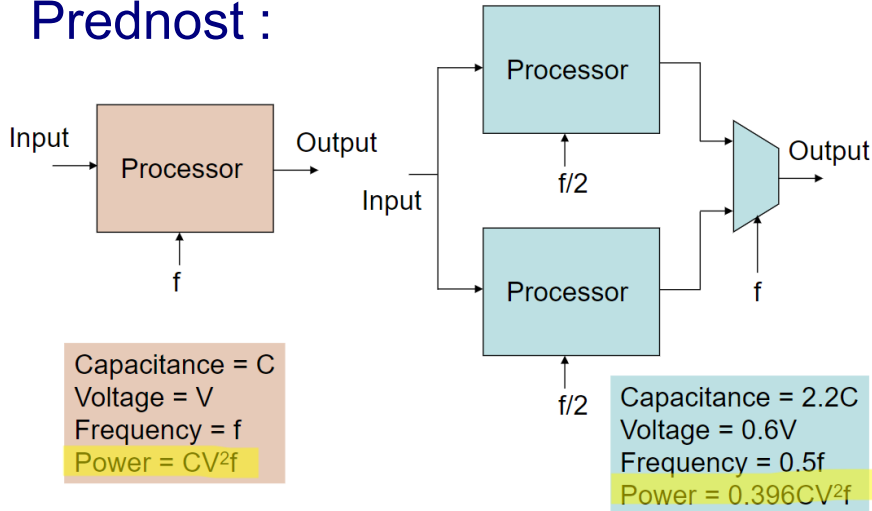 Prednost :
Input
Processor
Output
f
Capacitance = C
Voltage = V
Frequency = f
Power = CV²f
Input
Processor
f/2
Processor
f/2
Output
f
Capacitance = 2.2C
Voltage = 0.6V
Frequency = 0.5f
Power = 0.396CV²f